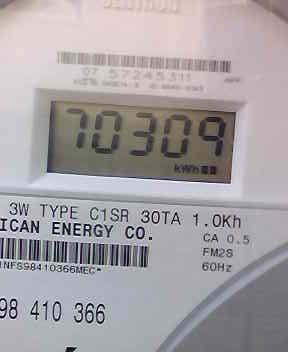 07 57245311
70309
kWh
3W TYPE C1SR 30TA 1.0Kh
ICAN ENERGY CO.
CA 0.5
FM2S
60Hz
NFS98410366MEC*
98 410 366